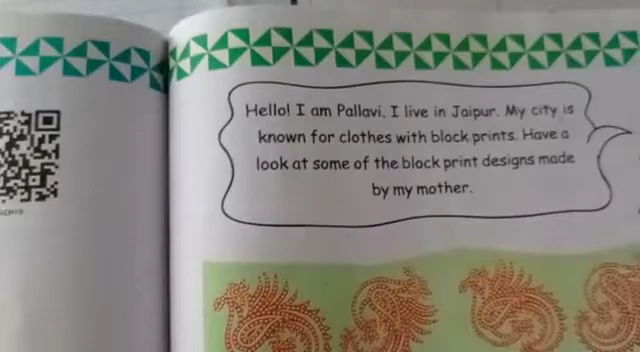 Hello! I am Pallavi, I live in Jaipur. My city is
known for clothes with block prints. Have a
look at some of the block print designs made
by my mother.